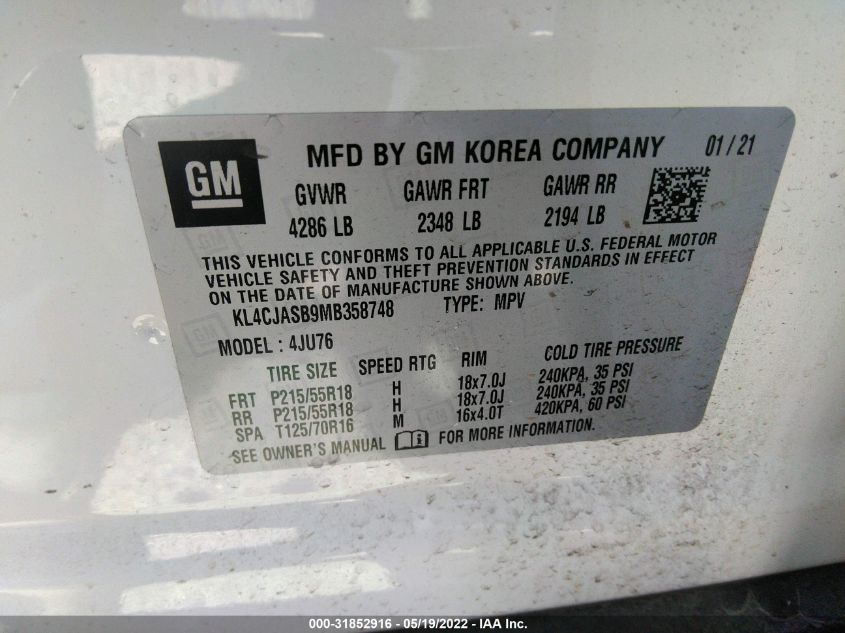 GM
MFD BY GM KOREA COMPANY 01/21
GVWR GAWR FRT GAWR RR
4286 LB 2348 LB 2194 LB
THIS VEHICLE CONFORMS TO ALL APPLICABLE U.S. FEDERAL MOTOR
VEHICLE SAFETY AND THEFT PREVENTION STANDARDS IN EFFECT
ON THE DATE OF MANUFACTURE SHOWN ABOVE.
KL4CJASB9MB358748 TYPE: MPV
MODEL: 4JU76
TIRE SIZE SPEED RTG RIM COLD TIRE PRESSURE
FRT P215/55R18 H 18x7.0J 240KPA, 35 PSI
RR P215/55R18 H 18x7.0J 240KPA, 35 PSI
SPA T125/70R16 M 16x4.0T 420KPA, 60 PSI
SEE OWNER'S MANUAL FOR MORE INFORMATION.
000-31852916 - 05/19/2022 - IAA Inc.